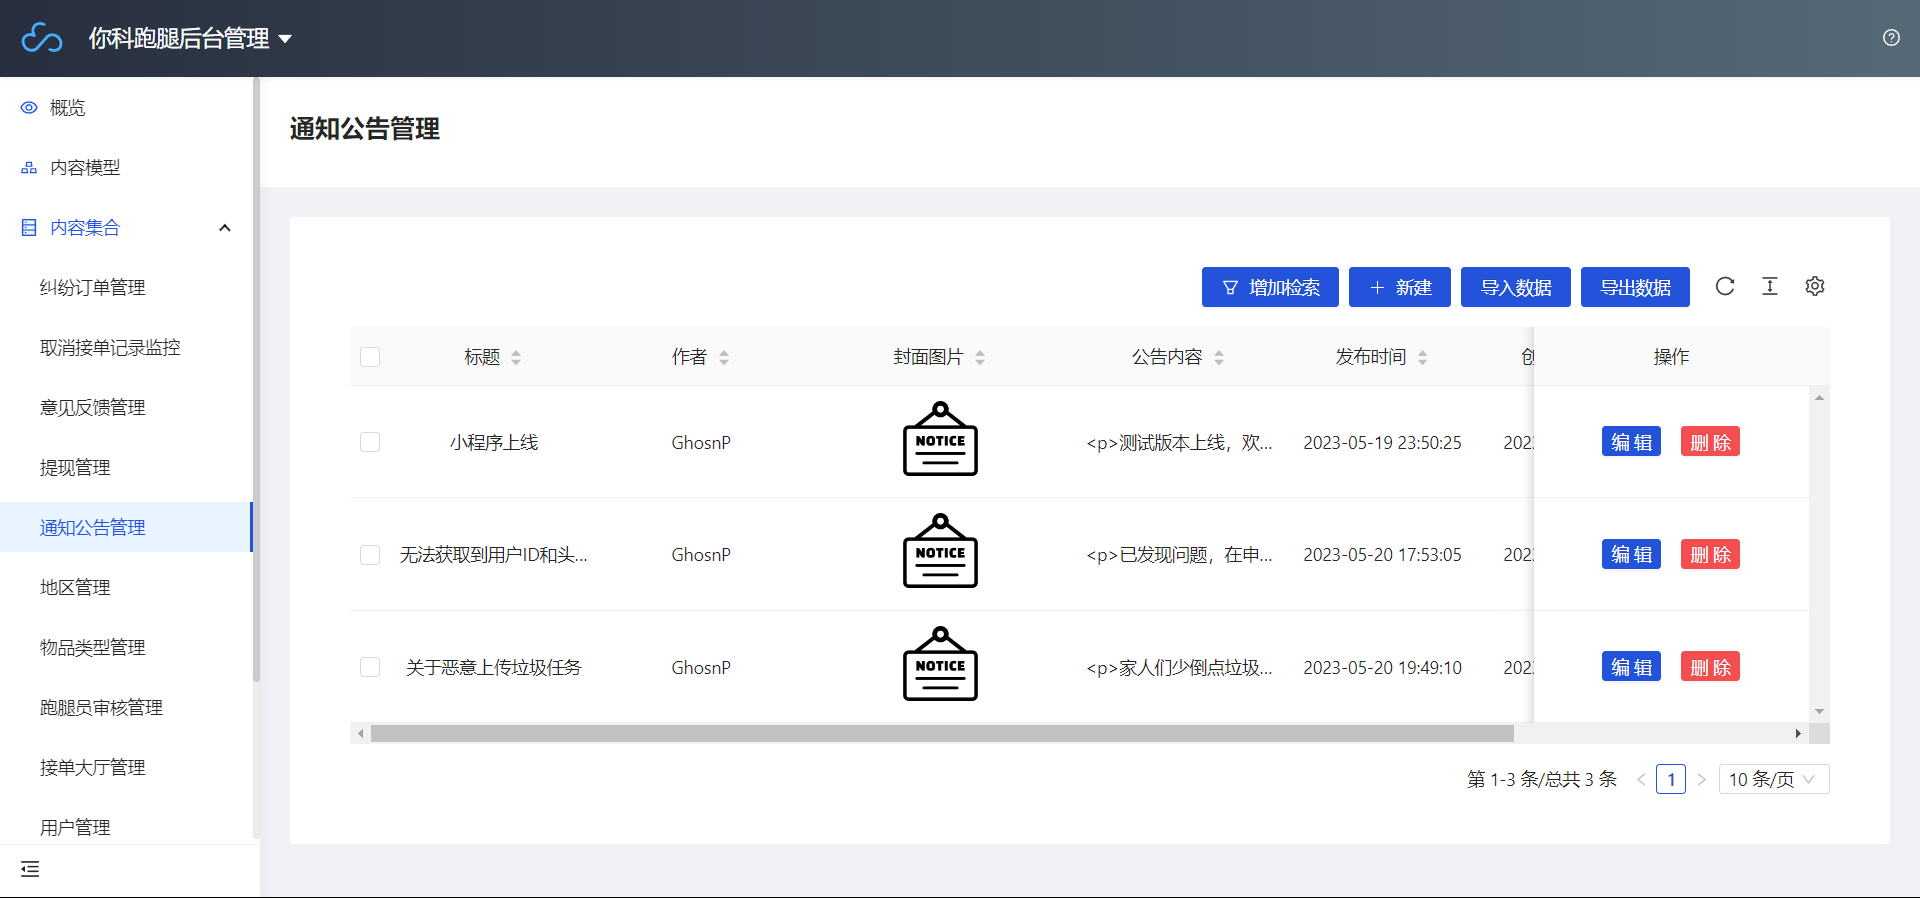 你科跑腿后台管理
概览
内容模型
内容集合
纠纷订单管理
取消接单记录监控
意见反馈管理
提现管理
通知公告管理
地区管理
物品类型管理
跑腿员审核管理
接单大厅管理
用户管理
通知公告管理
增加检索 新建 导入数据 导出数据
标题 作者 封面图片 公告内容 发布时间 创 操作
小程序上线 GhosnP NOTICE <p>测试版本上线，欢... 2023-05-19 23:50:25 202 编辑 删除
无法获取到用户ID和头... GhosnP NOTICE <p>已发现问题，在申... 2023-05-20 17:53:05 202 编辑 删除
关于恶意上传垃圾任务 GhosnP NOTICE <p>家人们少倒点垃圾... 2023-05-20 19:49:10 202 编辑 删除
第 1-3 条/总共 3 条 < 1 > 10 条/页